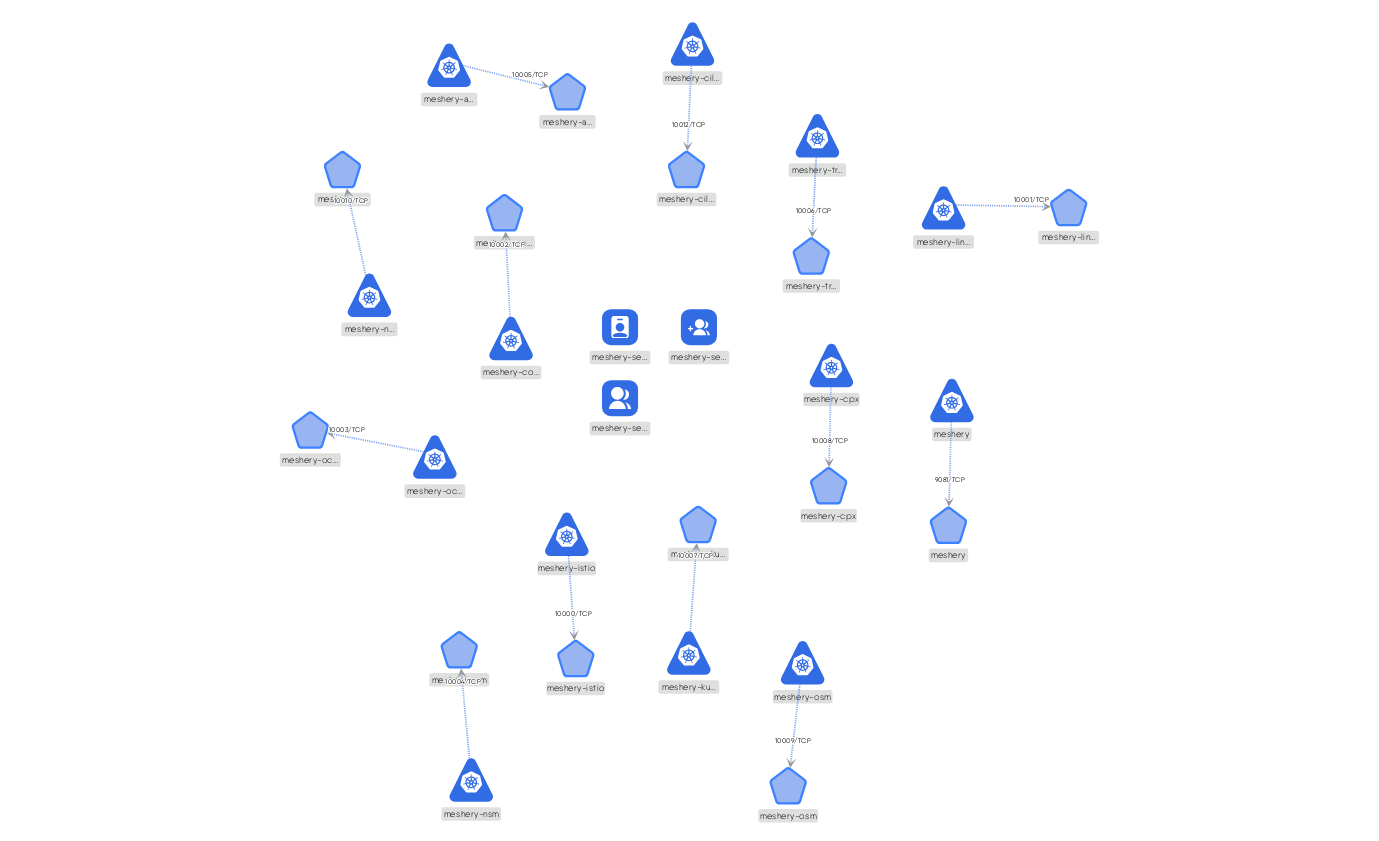 10005/TCP
meshery-a...
meshery-a...
meshery-cil...
10012/TCP
meshery-cil...
meshery-tr...
10006/TCP
meshery-tr...
10001/TCP
meshery-lin...
meshery-lin...
10010/TCP
meshery-n...
10002/TCP
meshery-co...
meshery-se...
meshery-se...
meshery-se...
meshery-cpx
10008/TCP
meshery-cpx
meshery
9081/TCP
meshery
10003/TCP
meshery-oc...
meshery-oc...
meshery-istio
10000/TCP
meshery-istio
10007/TCP
meshery-ku...
10004/TCP
meshery-nsm
meshery-osm
10009/TCP
meshery-osm